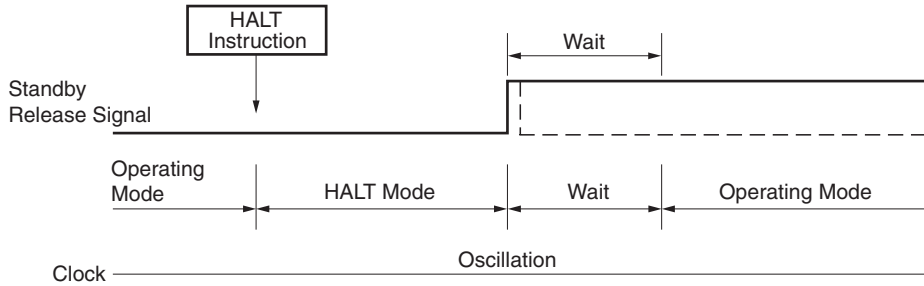 HALT
Instruction
Wait
Standby
Release Signal
Operating
Mode
HALT Mode
Wait
Operating Mode
Oscillation
Clock